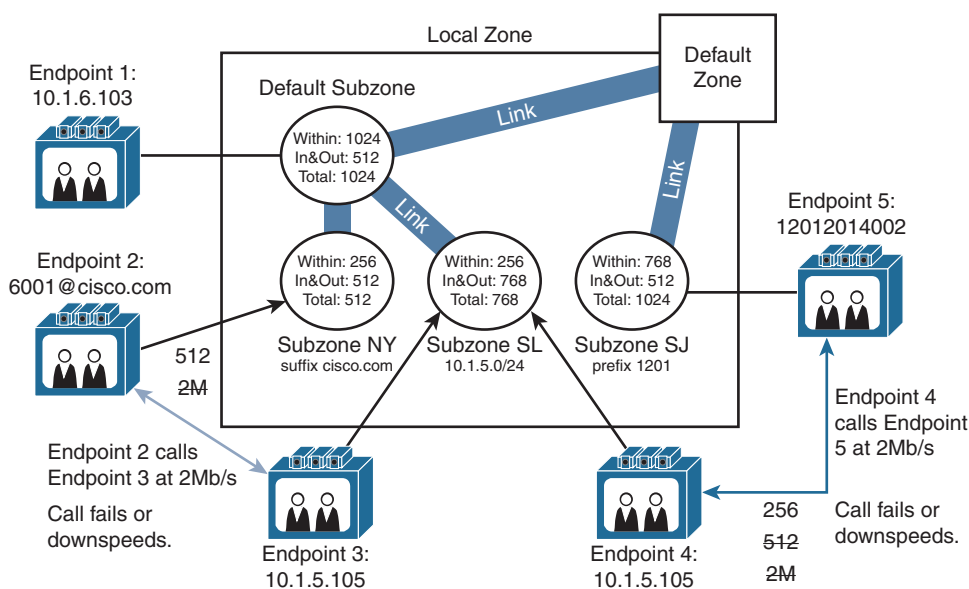 Local Zone
Default
Zone
Endpoint 1:
10.1.6.103
Default Subzone
Link
Within: 1024
In&Out: 512
Total: 1024
Link
Link
Endpoint 5:
12012014002
Endpoint 2:
6001@cisco.com
Within: 256
In&Out: 512
Total: 512
Within: 256
In&Out: 768
Total: 768
Within: 768
In&Out: 512
Total: 1024
Subzone NY
suffix cisco.com
Subzone SL
10.1.5.0/24
Subzone SJ
prefix 1201
512
2M
Endpoint 4
calls Endpoint
5 at 2Mb/s
Endpoint 2 calls
Endpoint 3 at 2Mb/s
Call fails or
downspeeds.
256
512
2M
Call fails or
downspeeds.
Endpoint 3:
10.1.5.105
Endpoint 4:
10.1.5.105